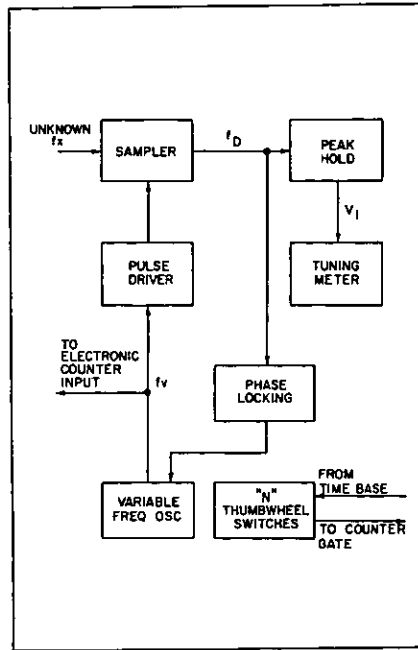 UNKNOWN
fx
SAMPLER
fD
PEAK
HOLD
V1
PULSE
DRIVER
TUNING
METER
TO
ELECTRONIC
COUNTER
INPUT
fv
PHASE
LOCKING
VARIABLE
FREQ OSC
"N"
THUMBWHEEL
SWITCHES
FROM
TIME BASE
TO COUNTER
GATE